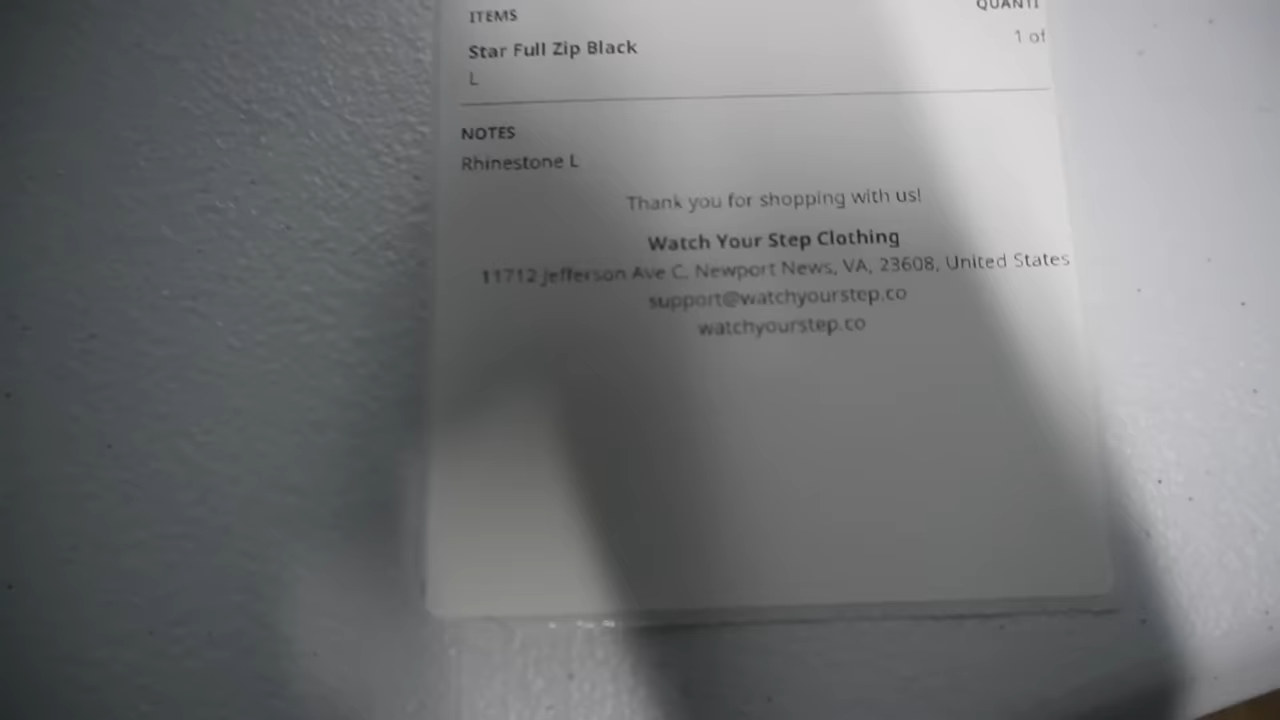 ITEMS
QUANTI
Star Full Zip Black
1 of
L
NOTES
Rhinestone L
Thank you for shopping with us!
Watch Your Step Clothing
11712 Jefferson Ave C, Newport News, VA, 23608, United States
support@watchyourstep.co
watchyourstep.co